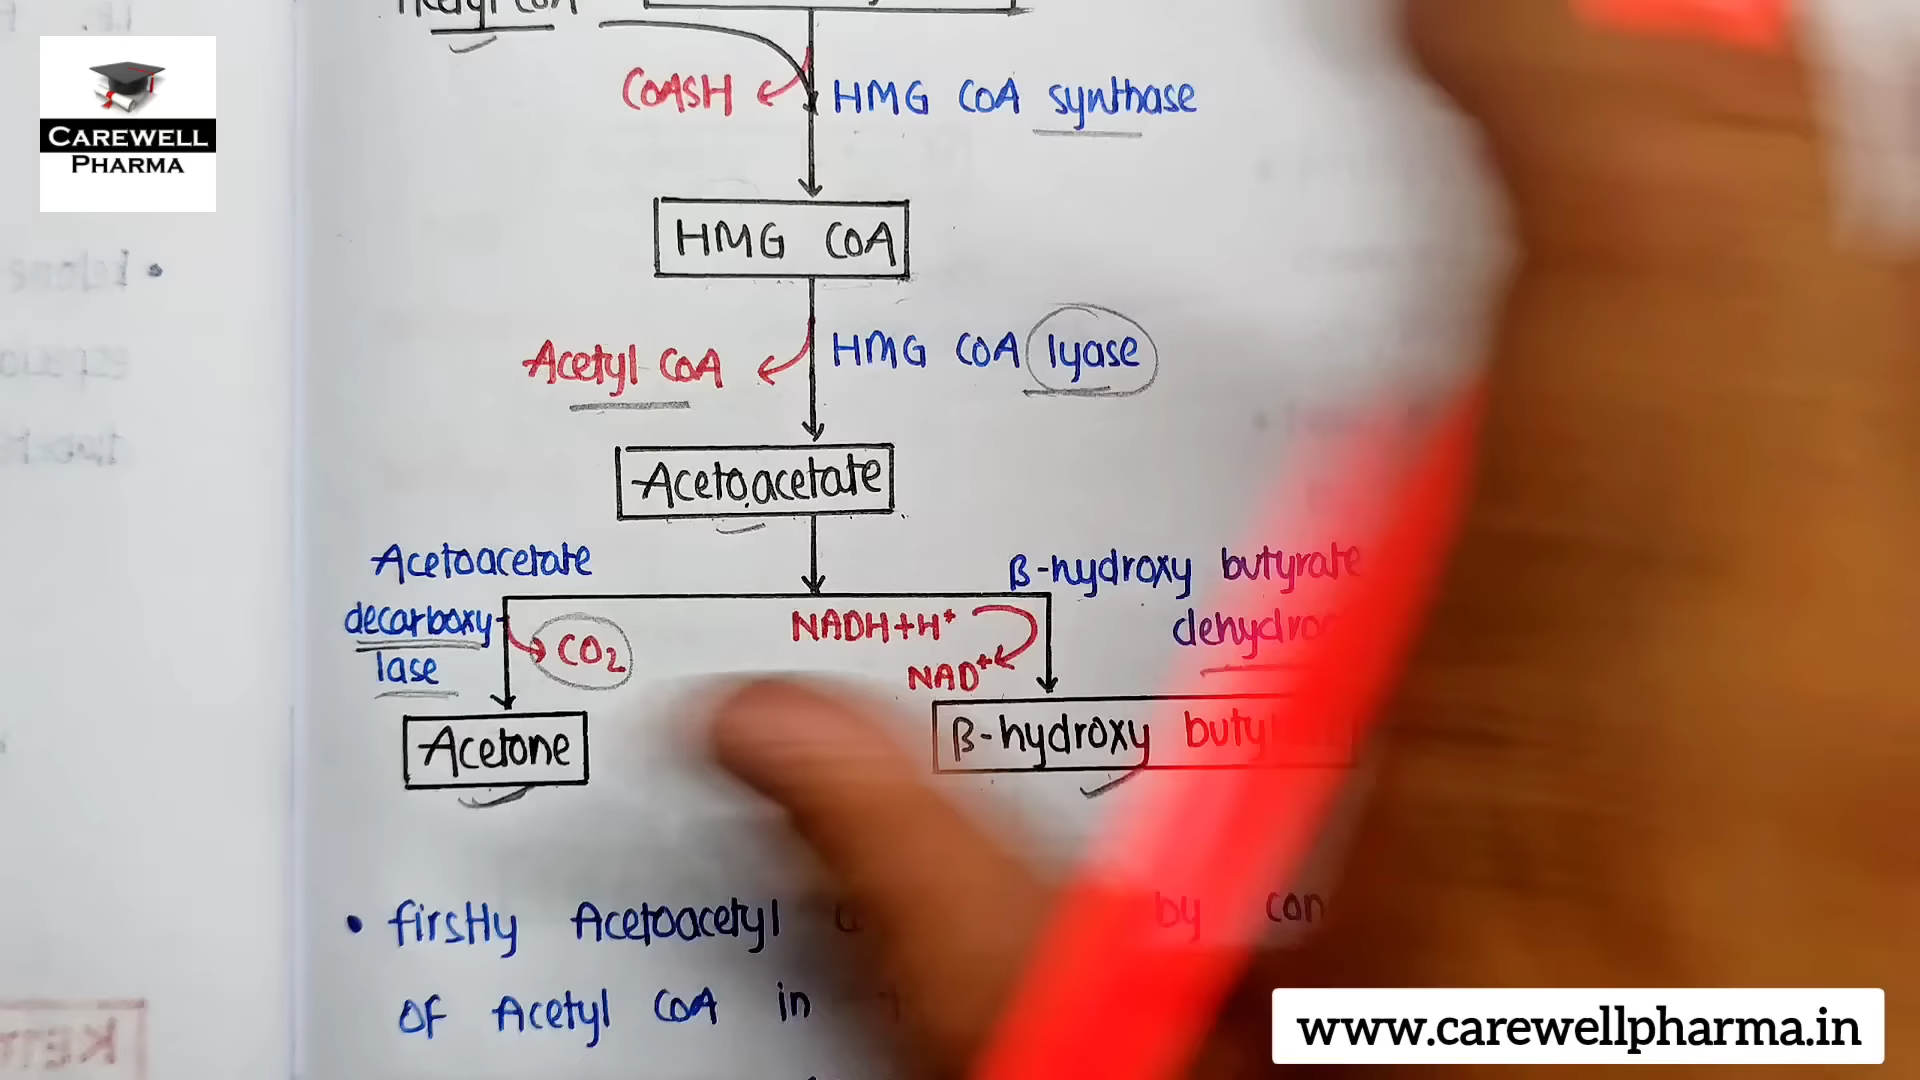 CAREWELL
PHARMA
CoASH
HMG CoA synthase
HMG CoA
Acetyl CoA
HMG CoA lyase
Acetoacetate
Acetoacetate
decarboxy
lase
CO2
NADH+H+
NAD+
β-hydroxy butyrate
Acetone
β-hydroxy
• firstly Acetoacetyl by
of Acetyl CoA in
www.carewellpharma.in